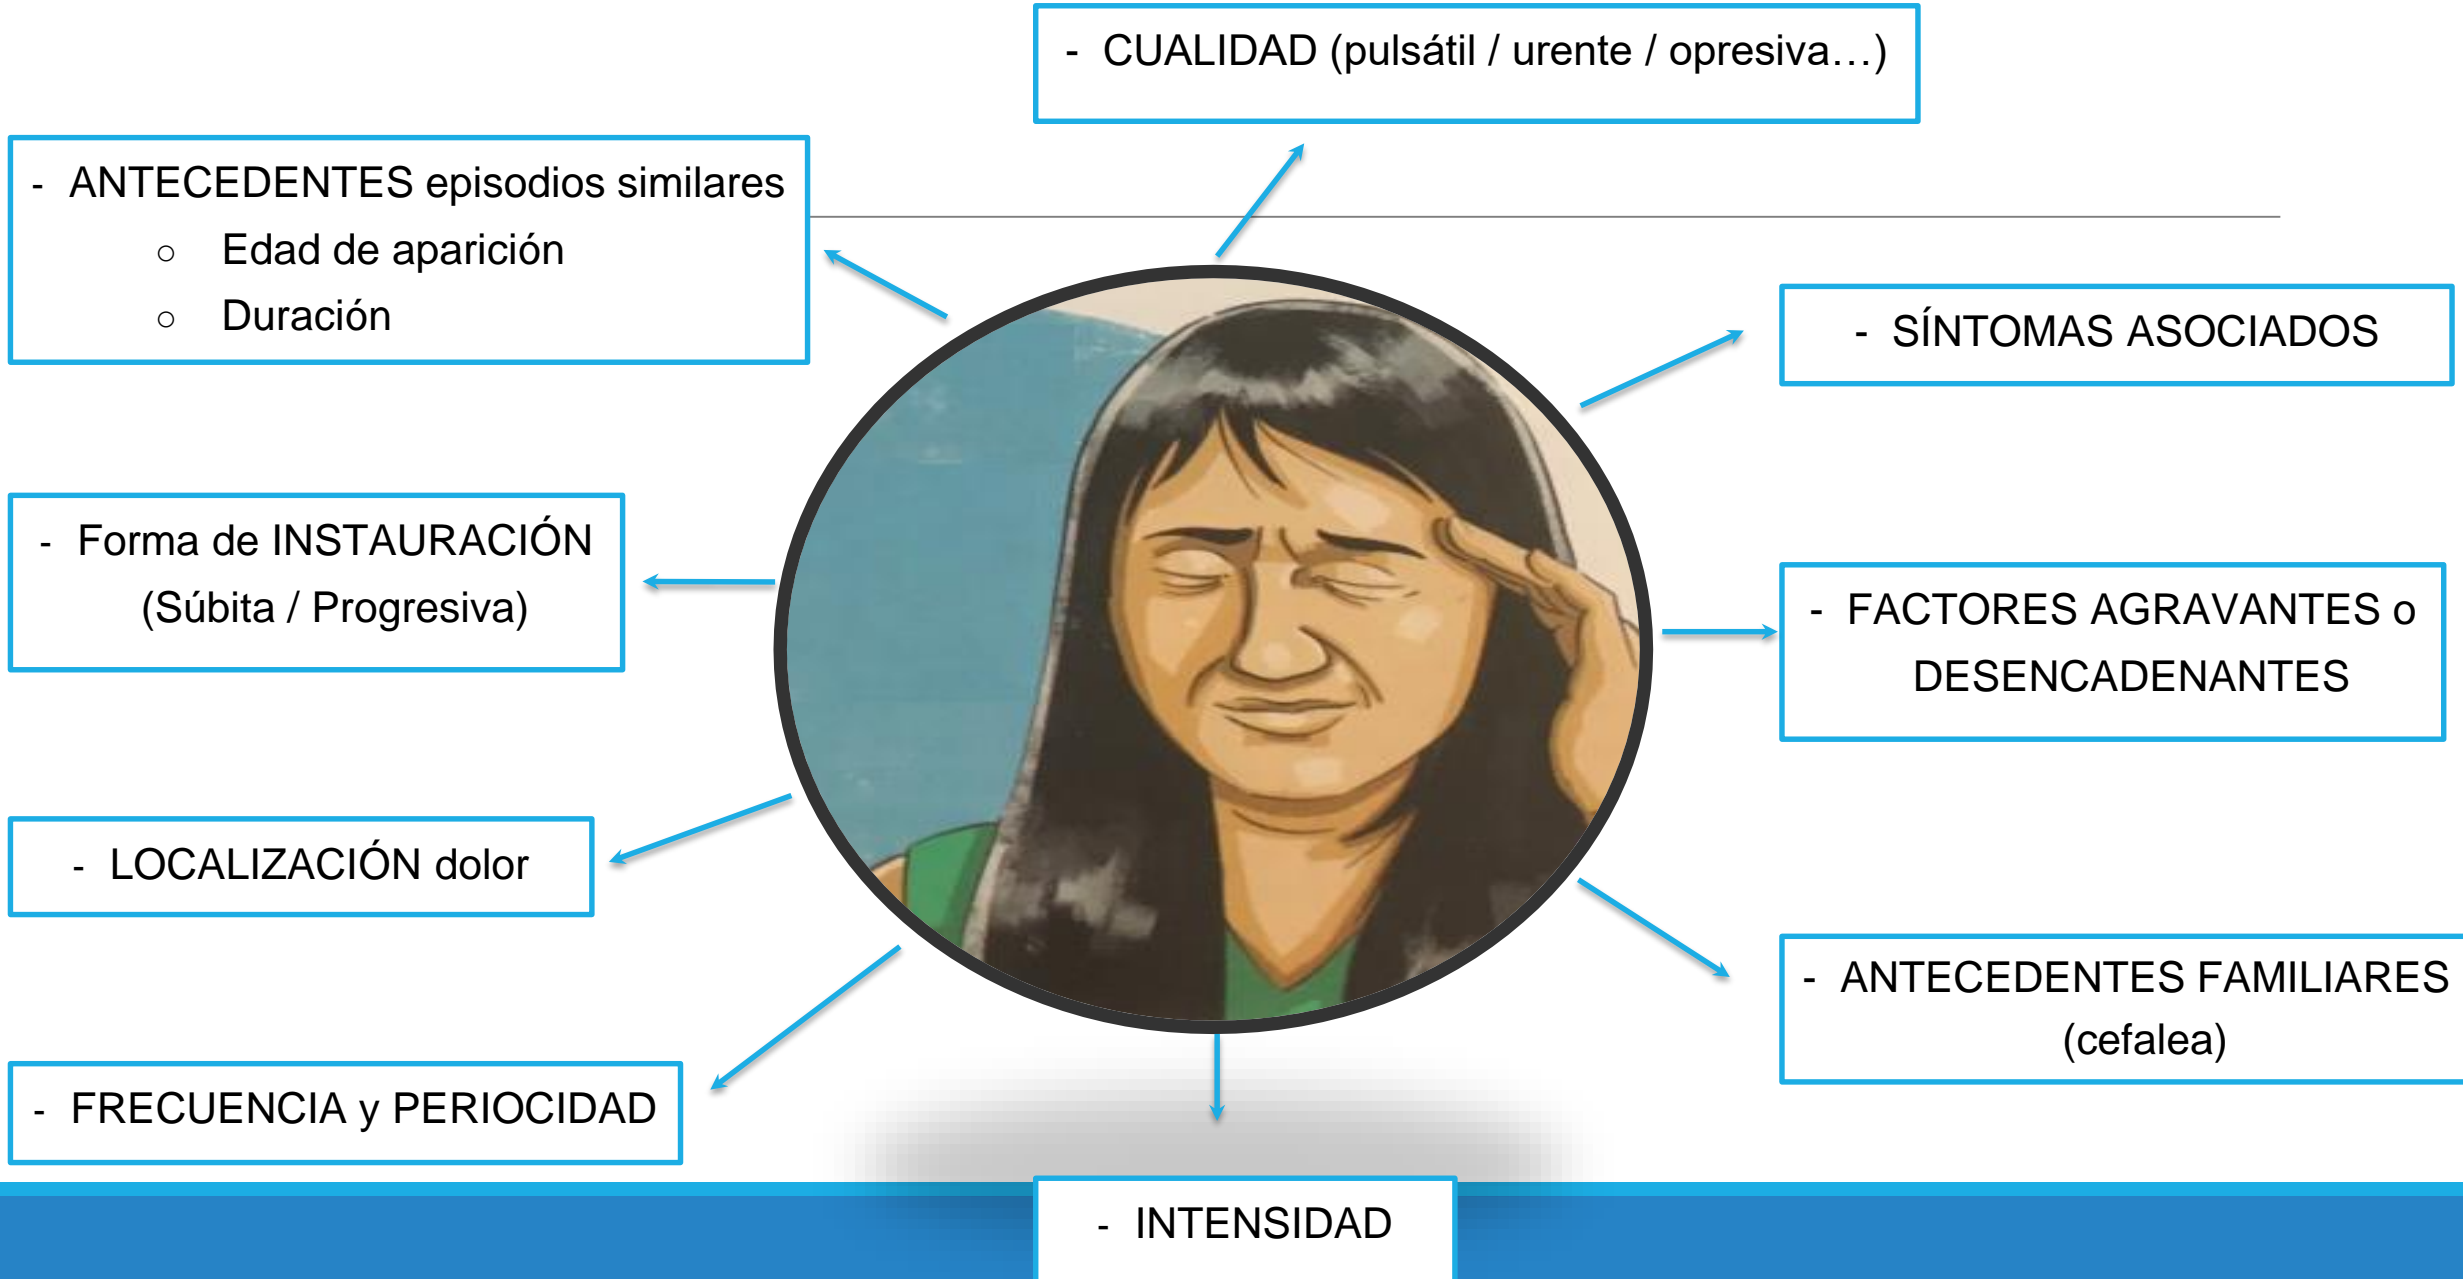 - CUALIDAD (pulsátil / urente / opresiva…)
- ANTECEDENTES episodios similares
○ Edad de aparición
○ Duración
- SÍNTOMAS ASOCIADOS
- Forma de INSTAURACIÓN
(Súbita / Progresiva)
- FACTORES AGRAVANTES o
DESENCADENANTES
- LOCALIZACIÓN dolor
- ANTECEDENTES FAMILIARES
(cefalea)
- FRECUENCIA y PERIOCIDAD
- INTENSIDAD